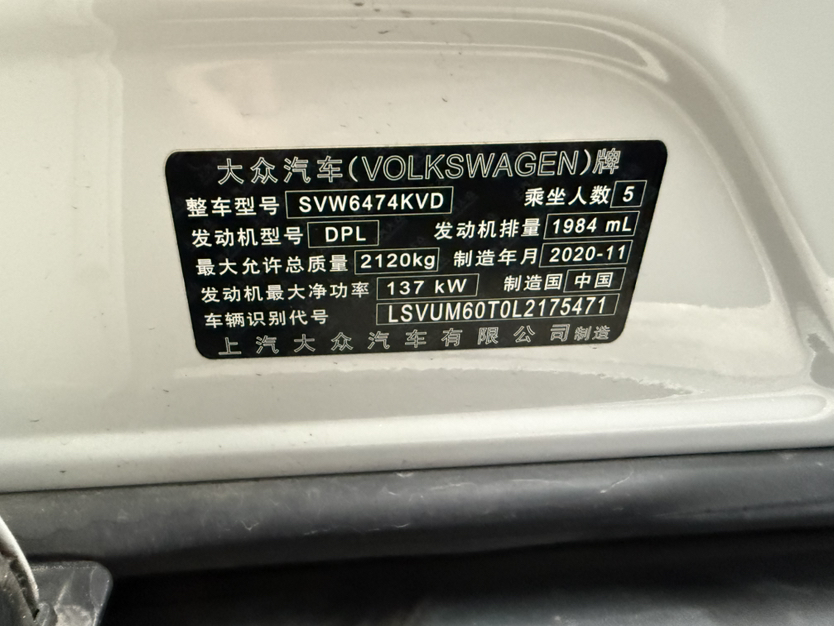 大众汽车(VOLKSWAGEN)牌
整车型号 SVW6474KVD 乘坐人数 5
发动机型号 DPL 发动机排量 1984 mL
最大允许总质量 2120kg 制造年月 2020-11
发动机最大净功率 137 kW 制造国 中国
车辆识别代号 LSVUM60T0L2175471
上汽大众汽车有限公司制造